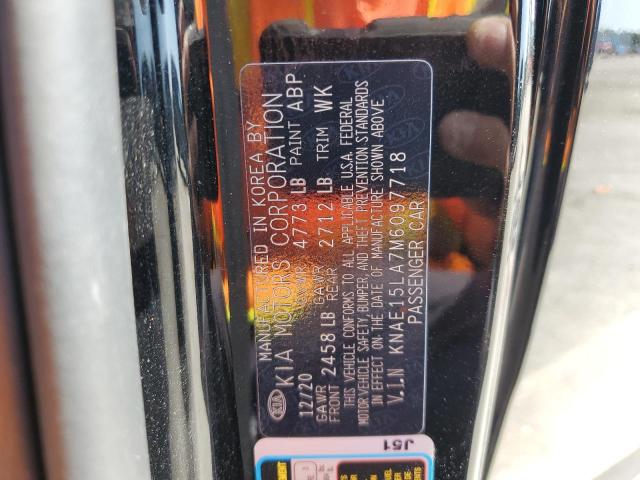 MANUFACTURED IN KOREA BY
KIA KIA MOTORS CORPORATION
12/20 GVWR 4773 LB PAINT ABP
GAWR FRONT 2458 LB GAWR REAR 2712 LB TRIM WK
THIS VEHICLE CONFORMS TO ALL APPLICABLE U.S.A. FEDERAL
MOTOR VEHICLE SAFETY, BUMPER, AND THEFT PREVENTION STANDARDS
IN EFFECT ON THE DATE OF MANUFACTURE SHOWN ABOVE
V.I.N KNAE15LA7M6097718
PASSENGER CAR
J51